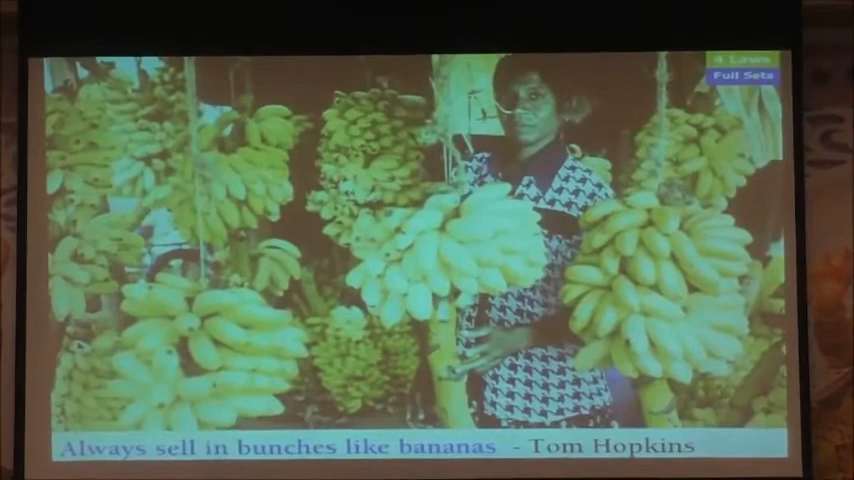 4 Laws
Full Sets
Always sell in bunches like bananas - Tom Hopkins